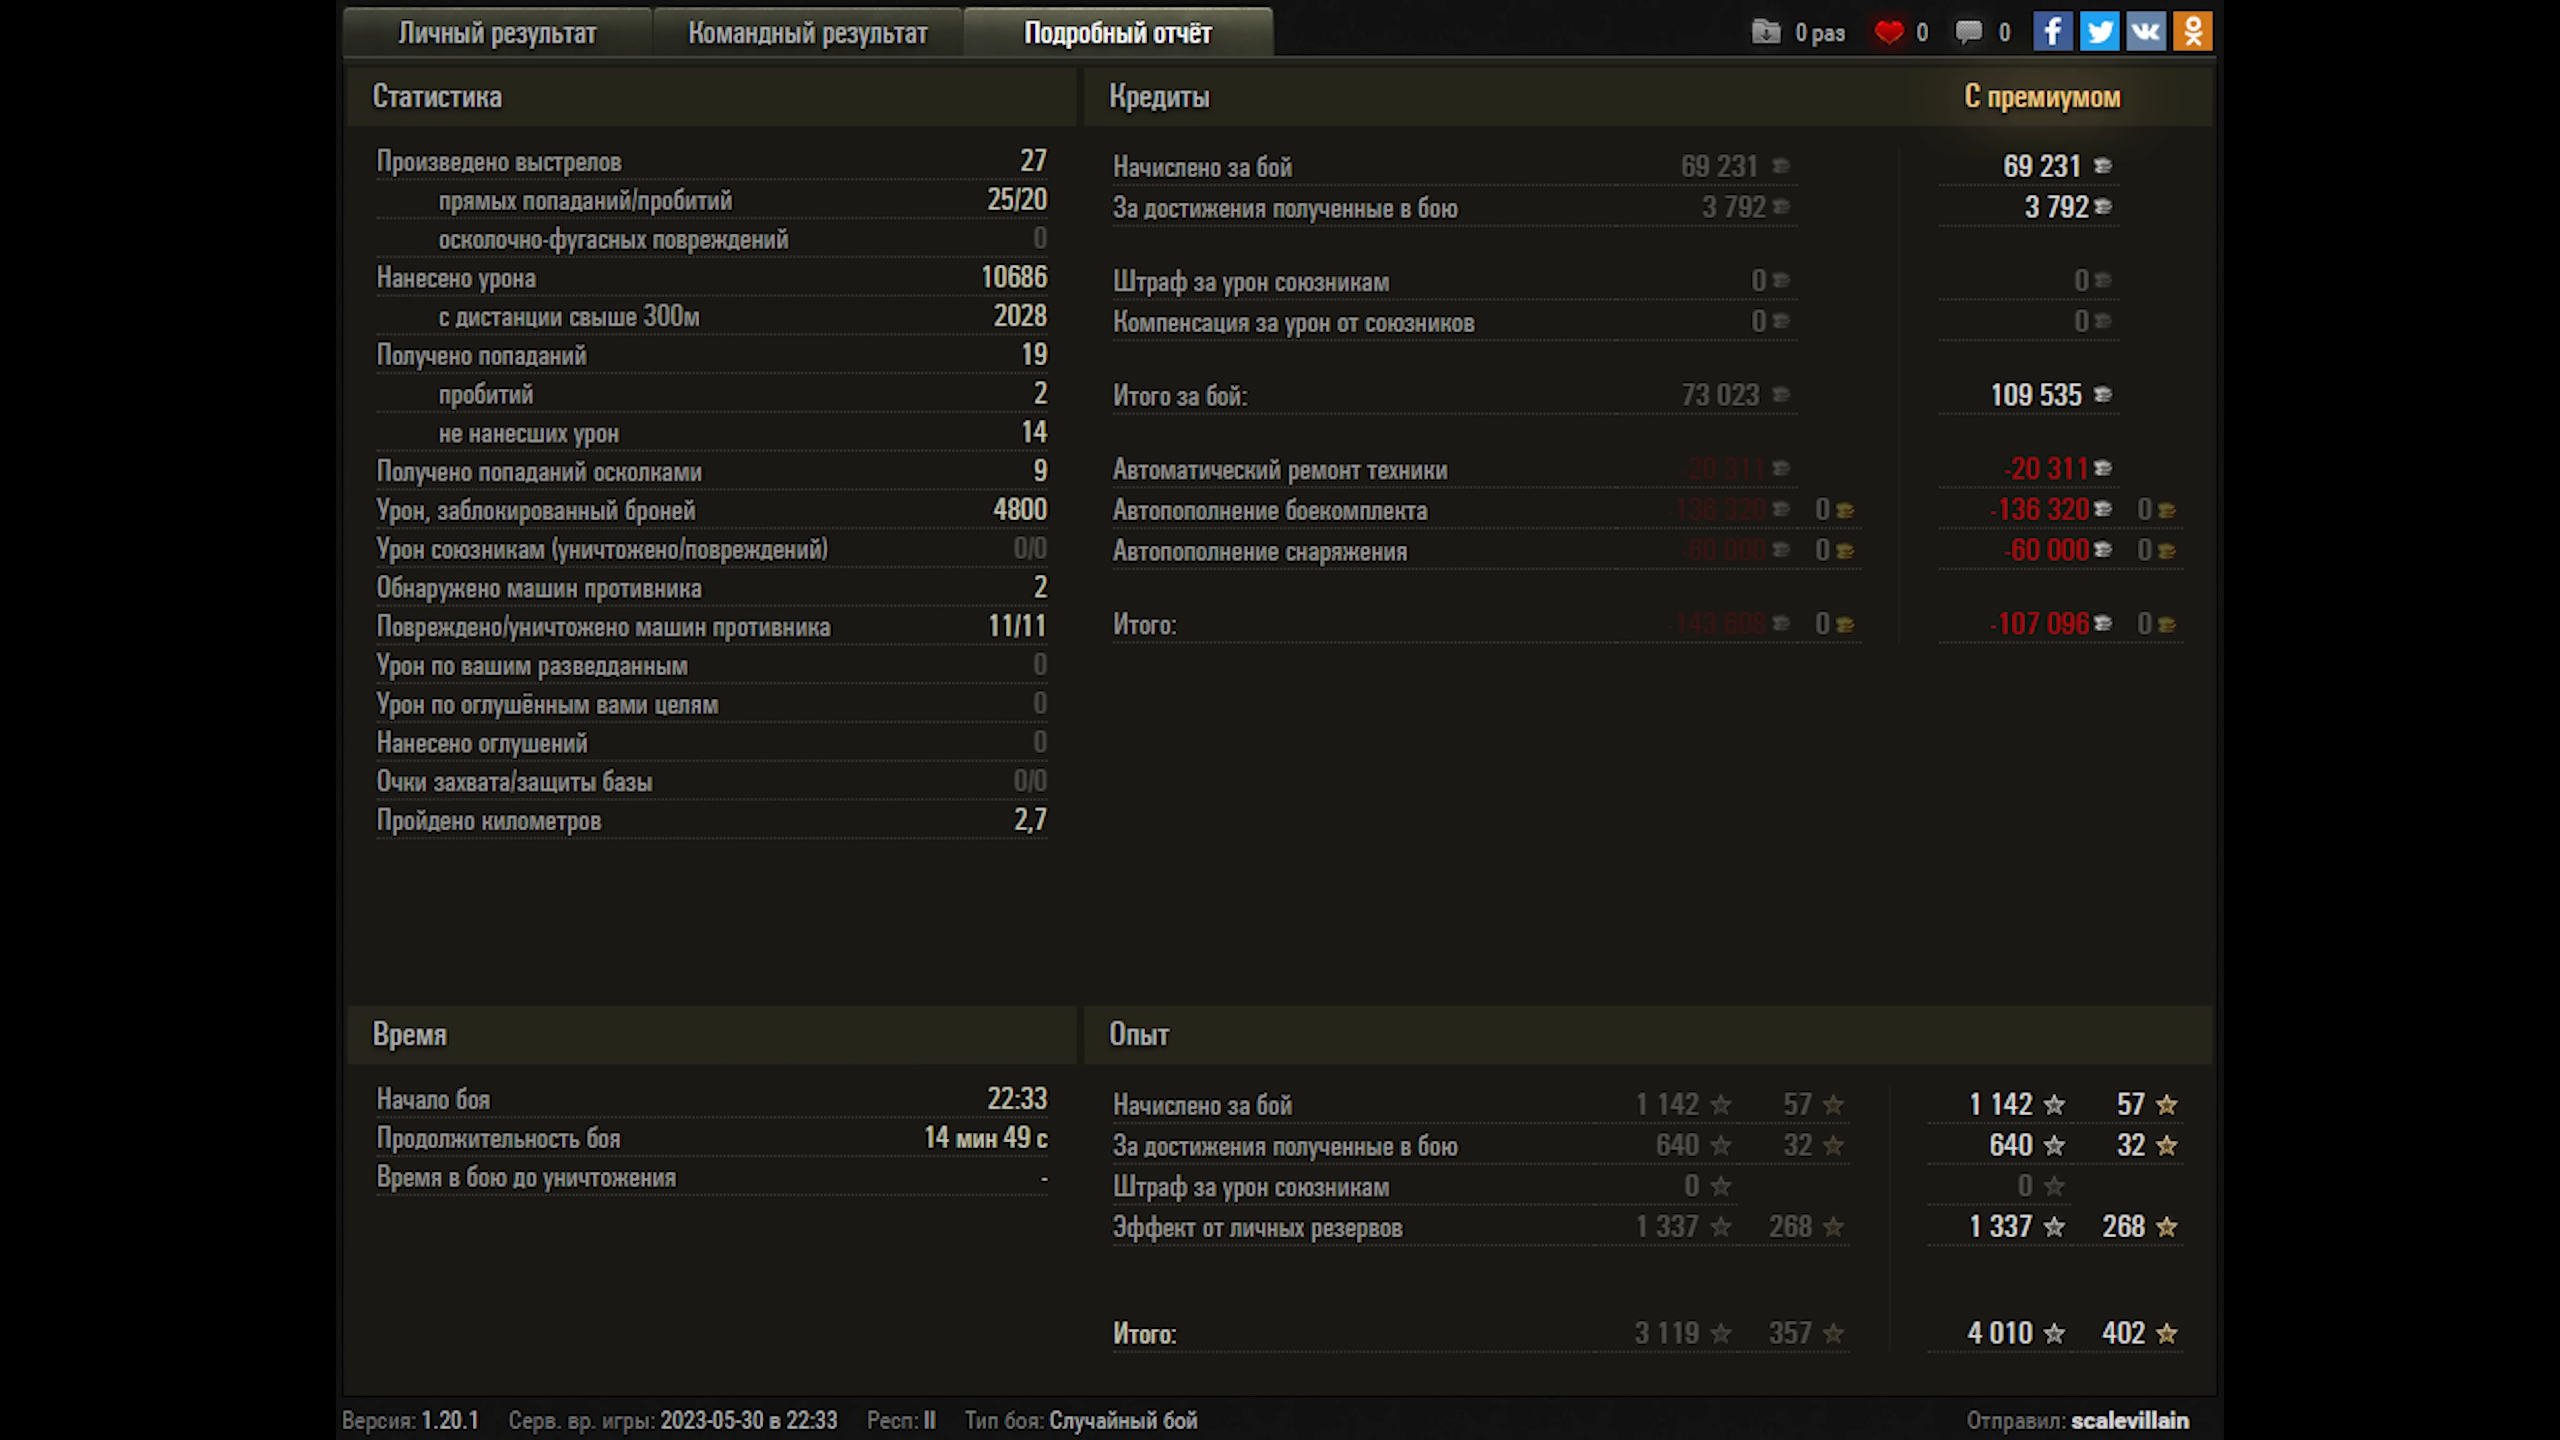 Личный результат
Командный результат
Подробный отчёт
0 раз
0
0
Статистика
Произведено выстрелов 27
прямых попаданий/пробитий 25/20
осколочно-фугасных повреждений 0
Нанесено урона 10686
с дистанции свыше 300м 2028
Получено попаданий 19
пробитий 2
не нанесших урон 14
Получено попаданий осколками 9
Урон, заблокированный броней 4800
Урон союзникам (уничтожено/повреждений) 0/0
Обнаружено машин противника 2
Повреждено/уничтожено машин противника 11/11
Урон по вашим разведданным 0
Урон по оглушённым вами целям 0
Нанесено оглушений 0
Очки захвата/защиты базы 0/0
Пройдено километров 2,7
Кредиты С премиумом
Начислено за бой 69 231 69 231
За достижения полученные в бою 3 792 3 792
Штраф за урон союзникам 0 0
Компенсация за урон от союзников 0 0
Итого за бой: 73 023 109 535
Автоматический ремонт техники -20 311 -20 311
Автопополнение боекомплекта -136 320 0 -136 320 0
Автопополнение снаряжения -60 000 0 -60 000 0
Итого: -143 608 0 -107 096 0
Время
Начало боя 22:33
Продолжительность боя 14 мин 49 с
Время в бою до уничтожения -
Опыт
Начислено за бой 1 142 57 1 142 57
За достижения полученные в бою 640 32 640 32
Штраф за урон союзникам 0 0
Эффект от личных резервов 1 337 268 1 337 268
Итого: 3 119 357 4 010 402
Версия: 1.20.1 Серв. вр. игры: 2023-05-30 в 22:33 Респ: II Тип боя: Случайный бой
Отправил: scalevillain